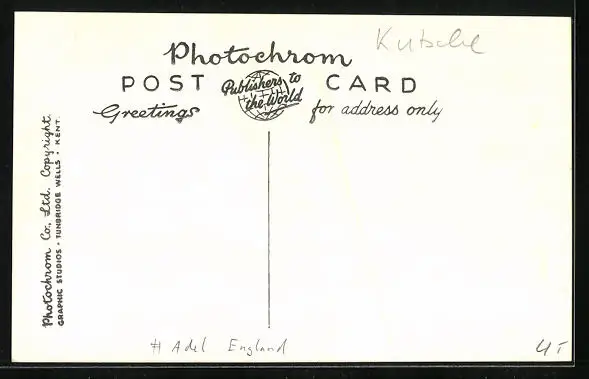 Kutsche
Photochrom
POST CARD
Publishers to
the World
Greetings
for address only
Photochrom Co., Ltd. Copyright.
GRAPHIC STUDIOS • TUNBRIDGE WELLS • KENT.
# Adel England